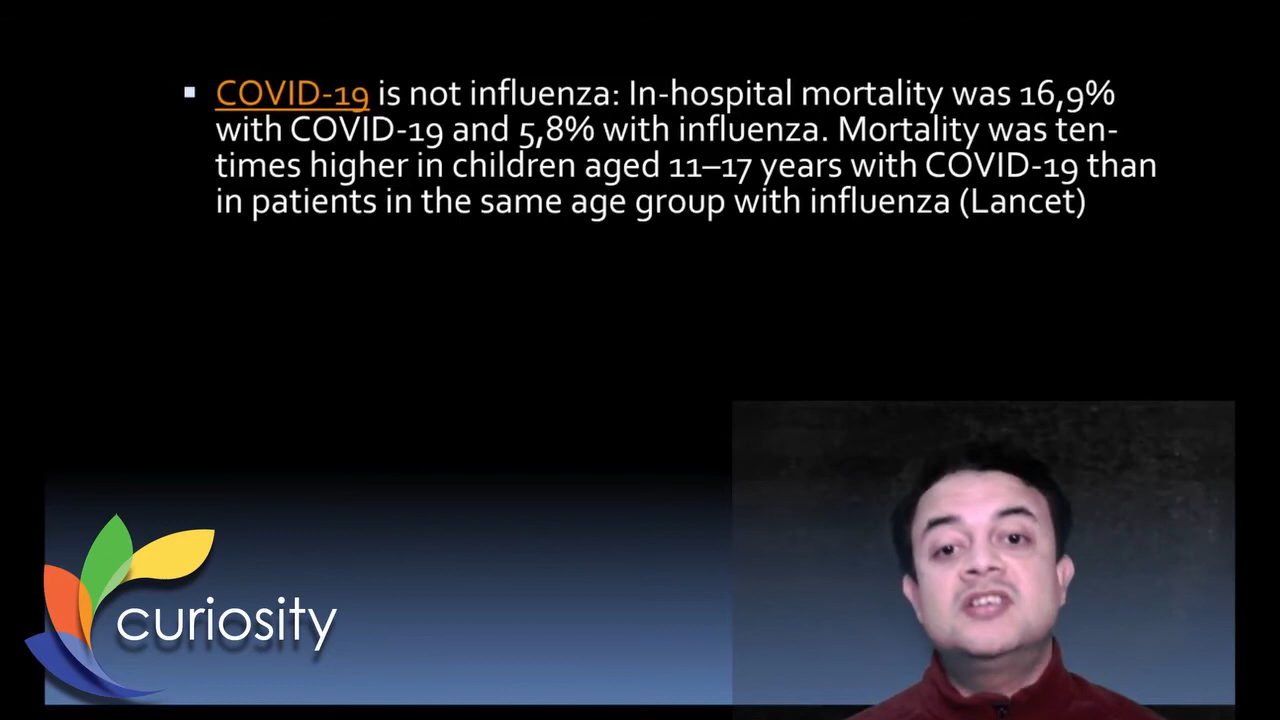 ▪ COVID-19 is not influenza: In-hospital mortality was 16,9%
with COVID-19 and 5,8% with influenza. Mortality was ten-
times higher in children aged 11–17 years with COVID-19 than
in patients in the same age group with influenza (Lancet)
curiosity